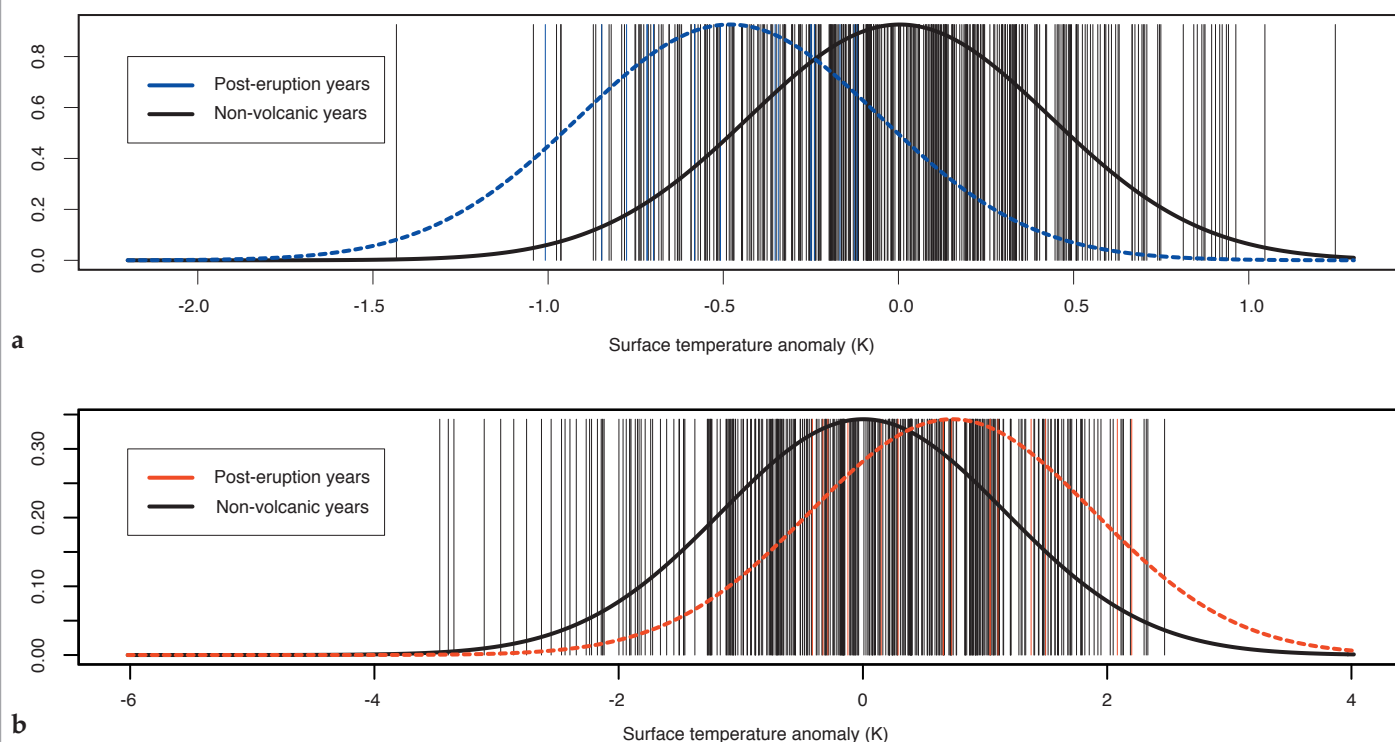 0.0 0.2 0.4 0.6 0.8
Post-eruption years
Non-volcanic years
-2.0 -1.5 -1.0 -0.5 0.0 0.5 1.0
Surface temperature anomaly (K)
a
0.00 0.10 0.20 0.30
Post-eruption years
Non-volcanic years
-6 -4 -2 0 2 4
Surface temperature anomaly (K)
b